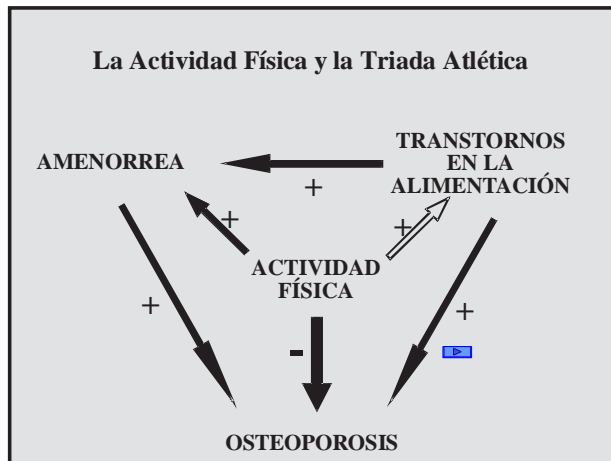 La Actividad Física y la Triada Atlética
TRANSTORNOS
EN LA
ALIMENTACIÓN
AMENORREA
+
+
+
ACTIVIDAD
FÍSICA
+
+
-
OSTEOPOROSIS